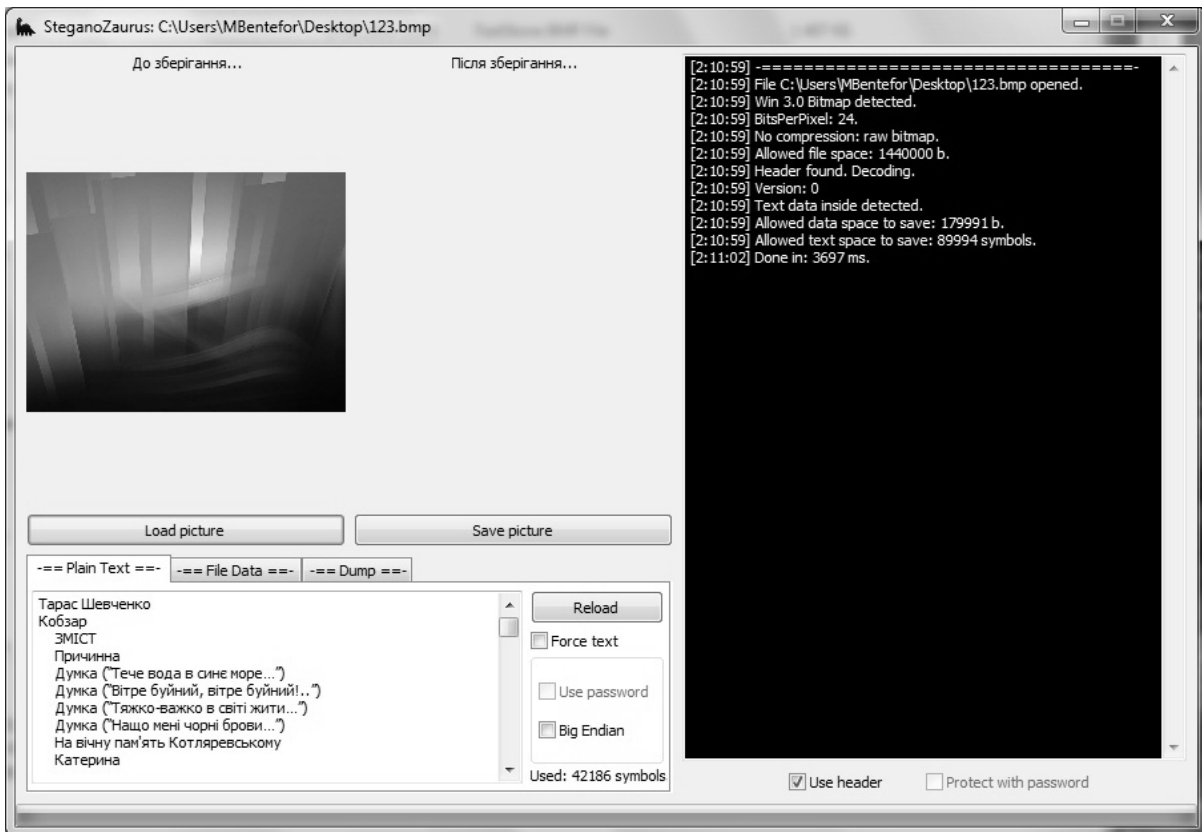 SteganoZaurus: C:\Users\MBentefor\Desktop\123.bmp
До зберігання...
Після зберігання...
[2:10:59] -===================================-
[2:10:59] File C:\Users\MBentefor\Desktop\123.bmp opened.
[2:10:59] Win 3.0 Bitmap detected.
[2:10:59] BitsPerPixel: 24.
[2:10:59] No compression: raw bitmap.
[2:10:59] Allowed file space: 1440000 b.
[2:10:59] Header found. Decoding.
[2:10:59] Version: 0
[2:10:59] Text data inside detected.
[2:10:59] Allowed data space to save: 179991 b.
[2:10:59] Allowed text space to save: 89994 symbols.
[2:11:02] Done in: 3697 ms.
Load picture
Save picture
-== Plain Text ==-
-== File Data ==-
-== Dump ==-
Тарас Шевченко
Кобзар
ЗМІСТ
Причинна
Думка ("Тече вода в синє море...")
Думка ("Вітре буйний, вітре буйний!..")
Думка ("Тяжко-важко в світі жити...")
Думка ("Нащо мені чорні брови...")
На вічну пам'ять Котляревському
Катерина
Reload
Force text
Use password
Big Endian
Used: 42186 symbols
Use header
Protect with password